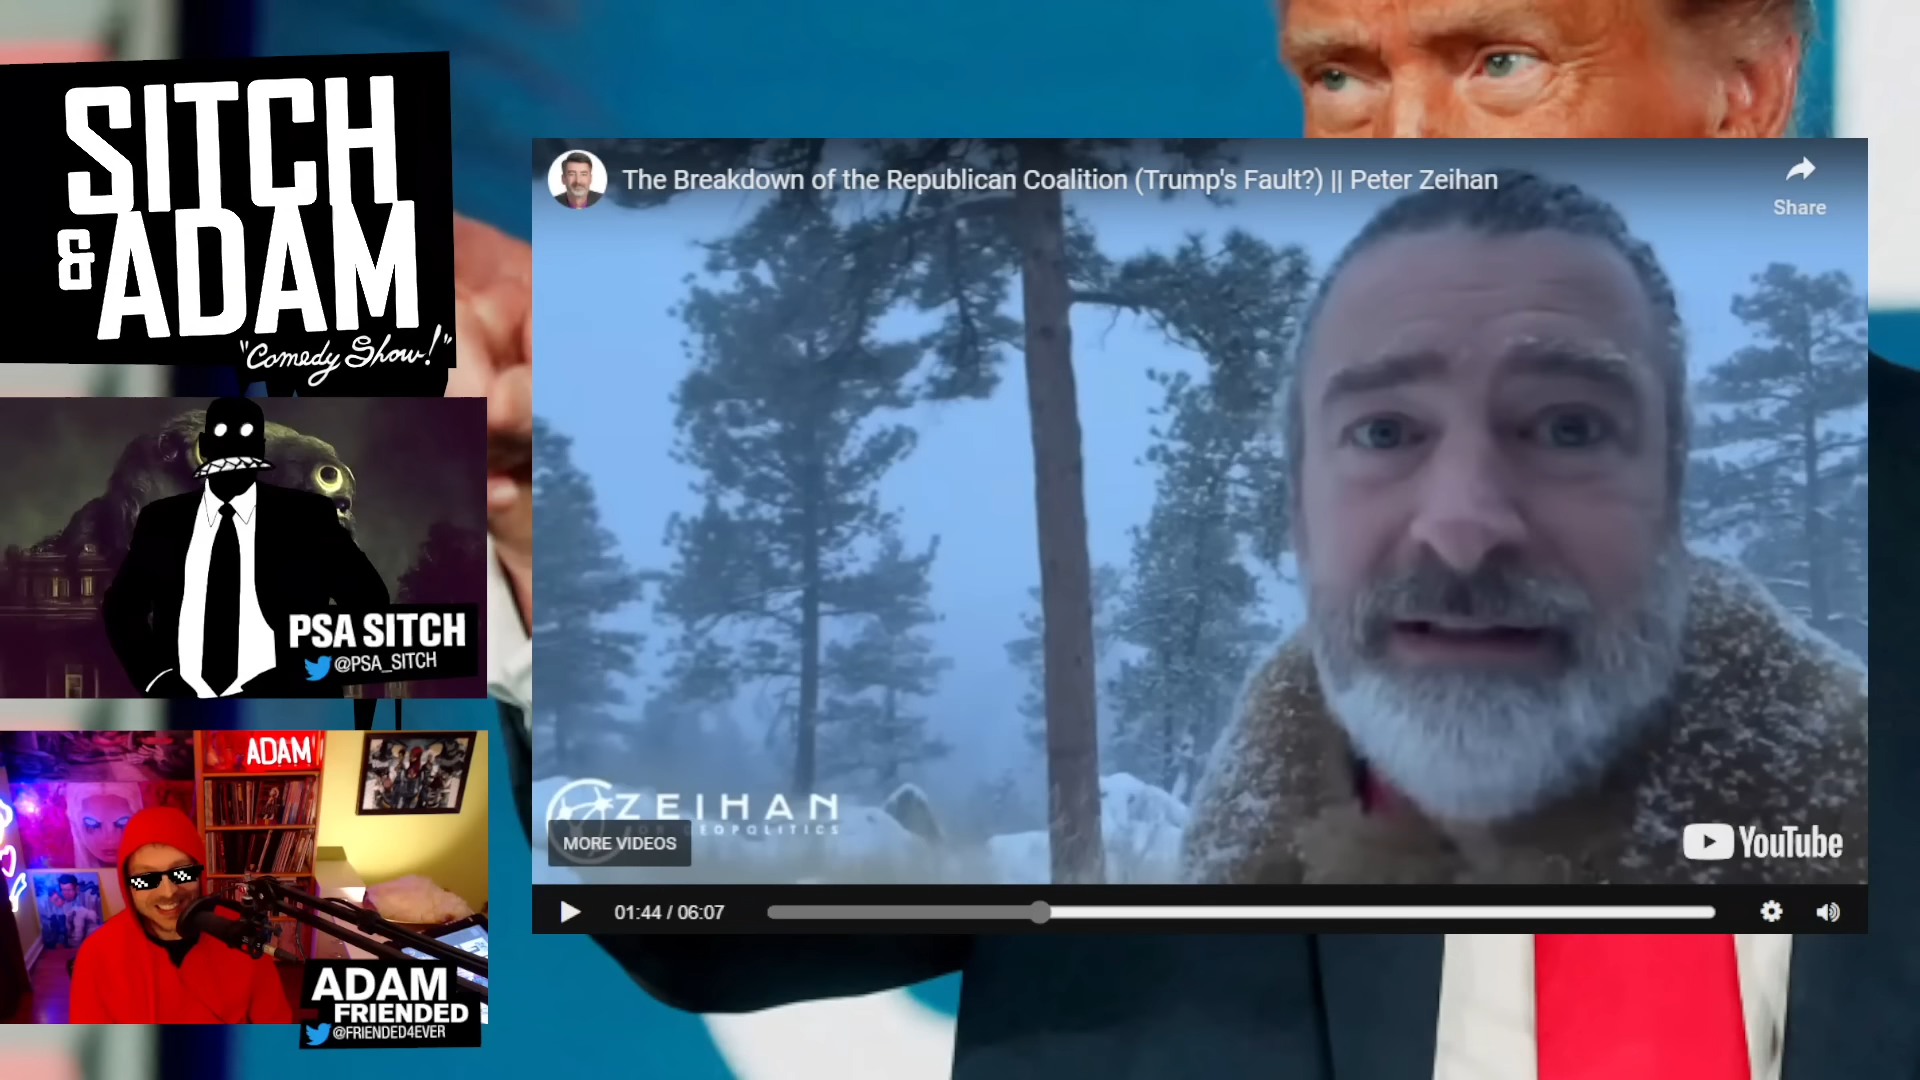 SITCH
& ADAM
"Comedy Show!"
PSA SITCH
@PSA_SITCH
ADAM
ADAM
FRIENDED
@FRIENDED4EVER
The Breakdown of the Republican Coalition (Trump's Fault?) || Peter Zeihan
Share
ZEIHAN
GEOPOLITICS
MORE VIDEOS
YouTube
01:44 / 06:07